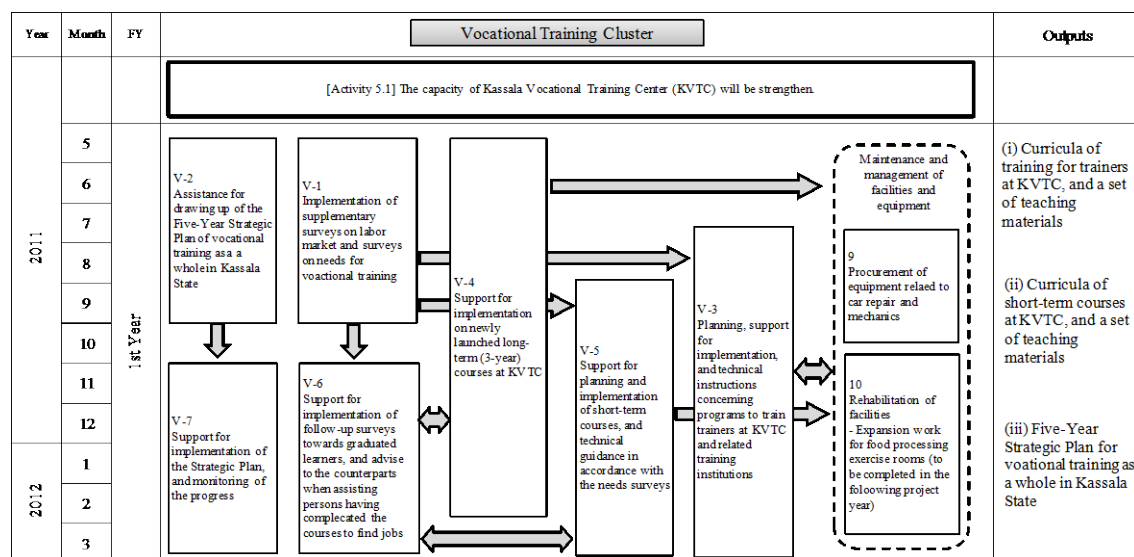 Year
Month
FY
Vocational Training Cluster
Outputs
[Activity 5.1] The capacity of Kassala Vocational Training Center (KVTC) will be strengthen.
2011
2012
5
6
7
8
9
10
11
12
1
2
3
1st Year
V-2
Assistance for
drawing up of the
Five-Year Strategic
Plan of vocational
training asa a
whole in Kassala
State
V-7
Support for
implementation of
the Strategic Plan,
and monitoring of
the progress
V-1
Implementation of
supplementary
surveys on labor
market and surveys
on needs for
voactional training
V-6
Support for
implementation of
follow-up surveys
towards graduated
learners, and advise
to the counterparts
when assisting
persons having
complecated the
courses to find jobs
V-4
Support for
implementation
on newly
launched long-
term (3-year)
courses at KVTC
V-5
Support for
planning and
implementation
of short-term
courses, and
technical
guidance in
accordance with
the needs surveys
V-3
Planning, support
for
implementation,
and technical
instructions
concerning
programs to train
trainers at KVTC
and related
training
institutions
Maintenance and
management of
facilities and
equipment
9
Procurement of
equipment relaed to
car repair and
mechanics
10
Rehabilitation of
facilities
- Expansion work
for food processing
exercise rooms (to
be completed in the
foloowing project
year)
(i) Curricula of
training for trainers
at KVTC, and a set
of teaching
materials
(ii) Curricula of
short-term courses
at KVTC, and a set
of teaching
materials
(iii) Five-Year
Strategic Plan for
voational training as
a whole in Kassala
State